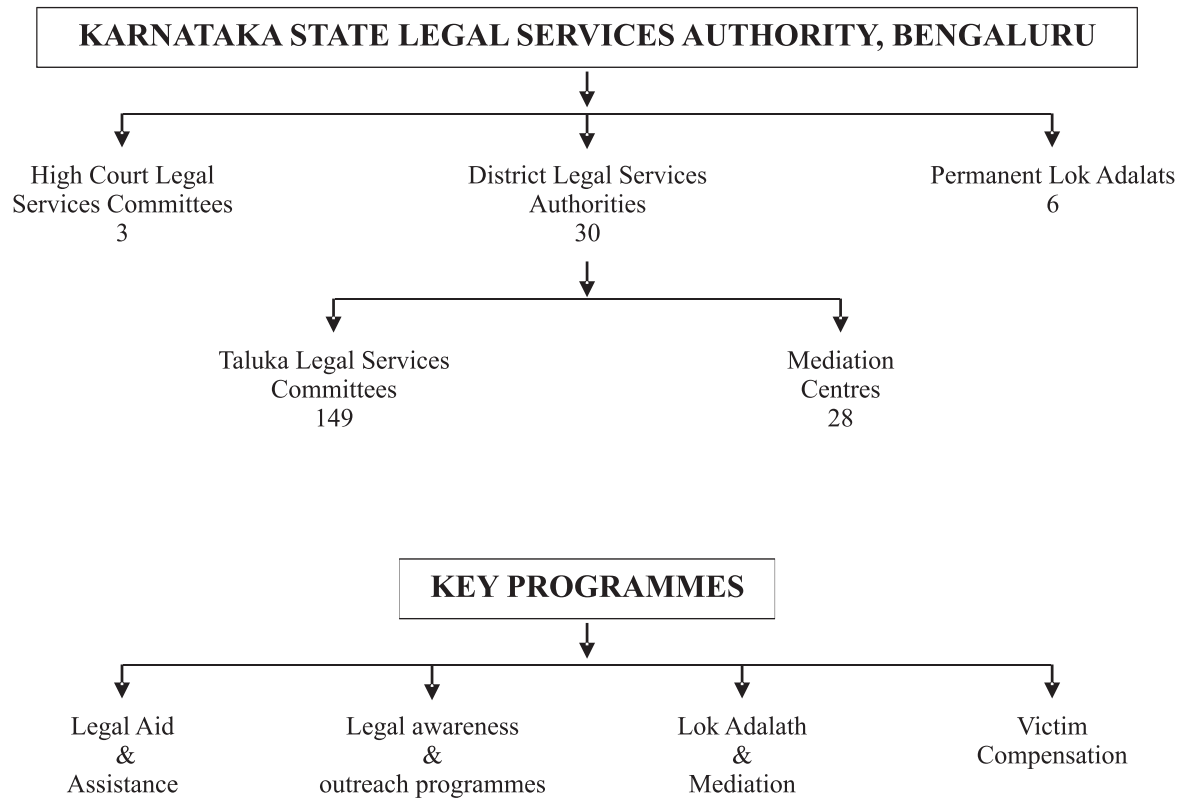 KARNATAKA STATE LEGAL SERVICES AUTHORITY, BENGALURU
High Court Legal
Services Committees
3
District Legal Services
Authorities
30
Permanent Lok Adalats
6
Taluka Legal Services
Committees
149
Mediation
Centres
28
KEY PROGRAMMES
Legal Aid
&
Assistance
Legal awareness
&
outreach programmes
Lok Adalath
&
Mediation
Victim
Compensation